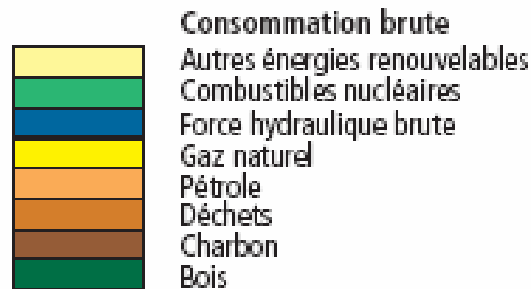 Consommation brute
Autres énergies renouvelables
Combustibles nucléaires
Force hydraulique brute
Gaz naturel
Pétrole
Déchets
Charbon
Bois